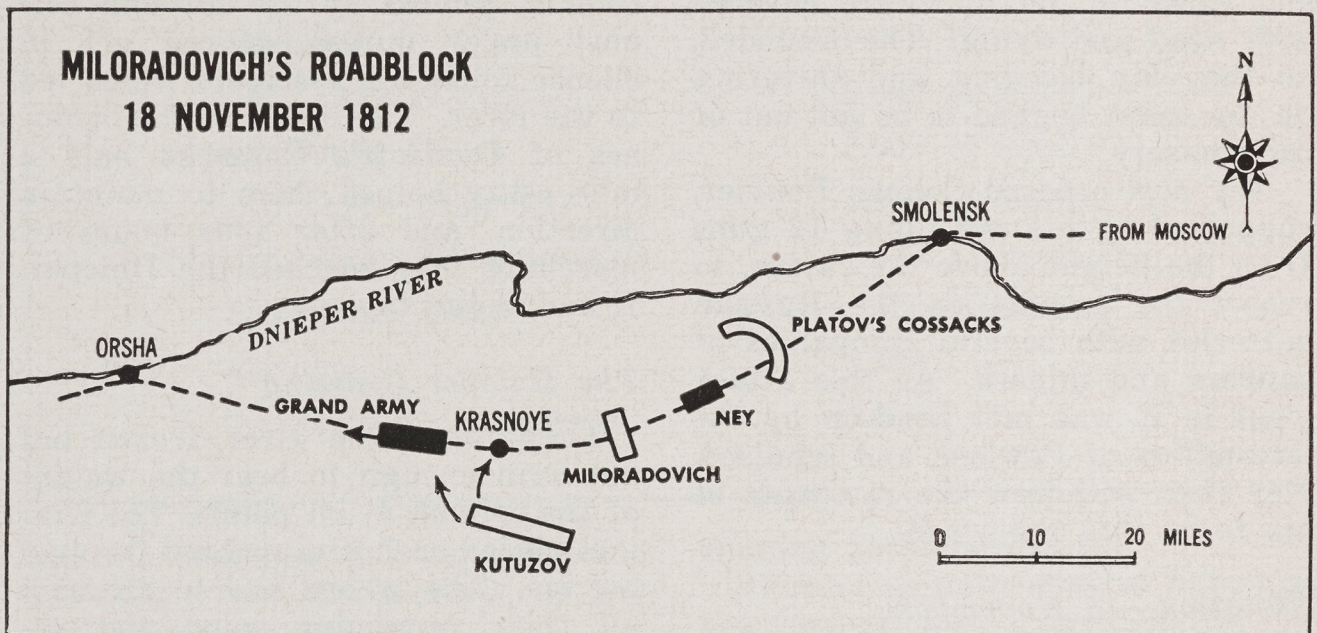 MILORADOVICH'S ROADBLOCK
18 NOVEMBER 1812
N
SMOLENSK
FROM MOSCOW
DNIEPER RIVER
PLATOV'S COSSACKS
ORSHA
GRAND ARMY
KRASNOYE
NEY
MILORADOVICH
KUTUZOV
0 10 20 MILES